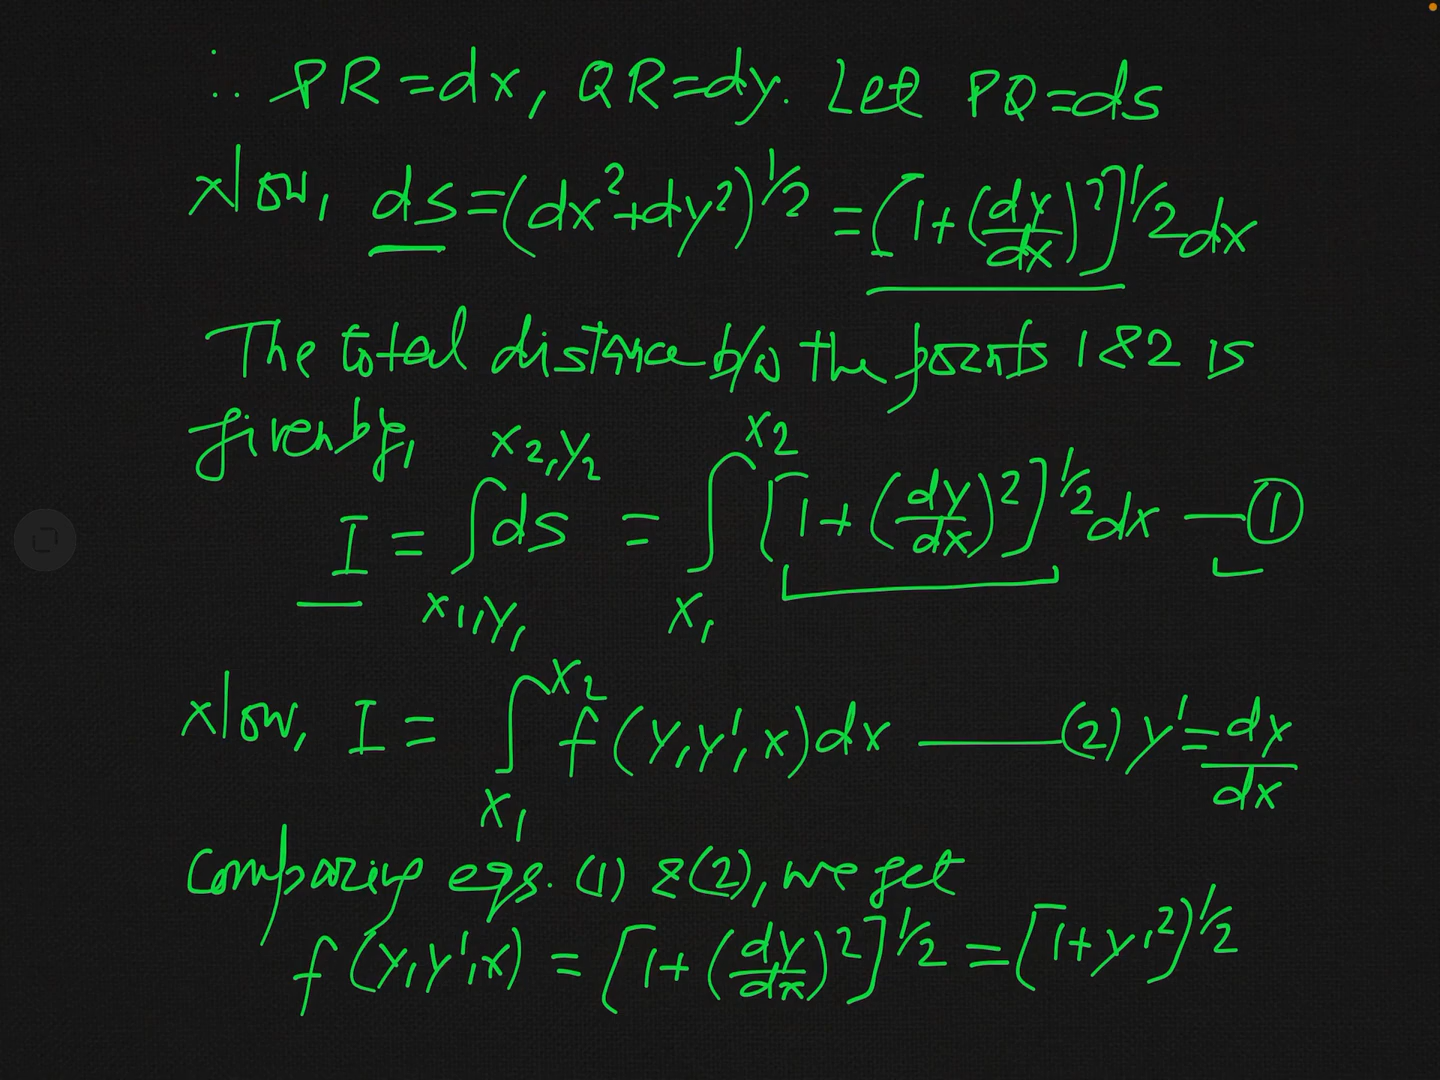 ∴ PR = dx, QR = dy. Let PQ = ds
Now, ds = (dx² + dy²)^1/2 = [1 + (dy/dx)²]^1/2 dx
The total distance b/w the points 1 & 2 is
given by,
I = ∫_{x1,y1}^{x2,y2} ds = ∫_{x1}^{x2} [1 + (dy/dx)²]^1/2 dx — ①
Now, I = ∫_{x1}^{x2} f(y, y', x) dx — (2) y' = dy/dx
Comparing eqs. (1) & (2), we get
f(y, y', x) = [1 + (dy/dx)²]^1/2 = [1 + y'²)^1/2